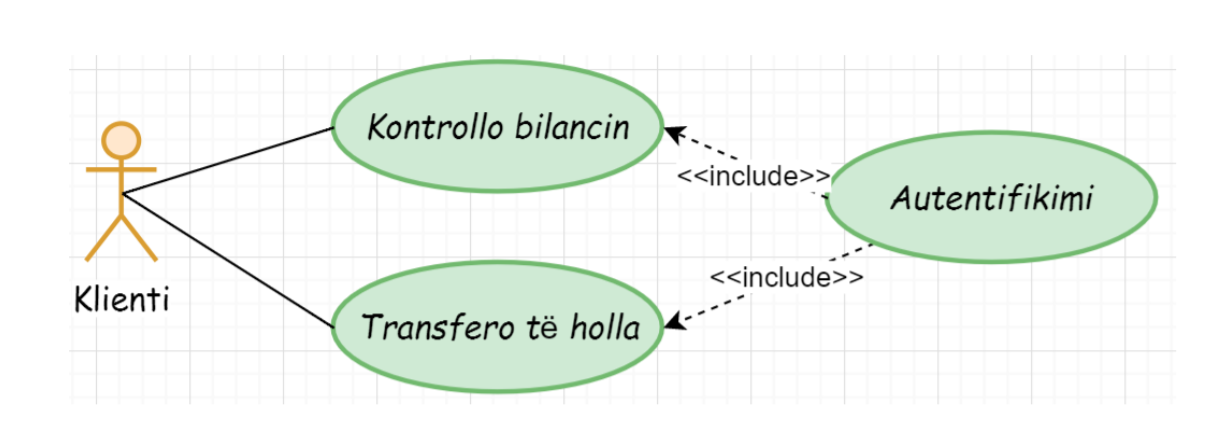 Kontrollo bilancin
<<include>>
Autentifikimi
<<include>>
Klienti
Transfero të holla